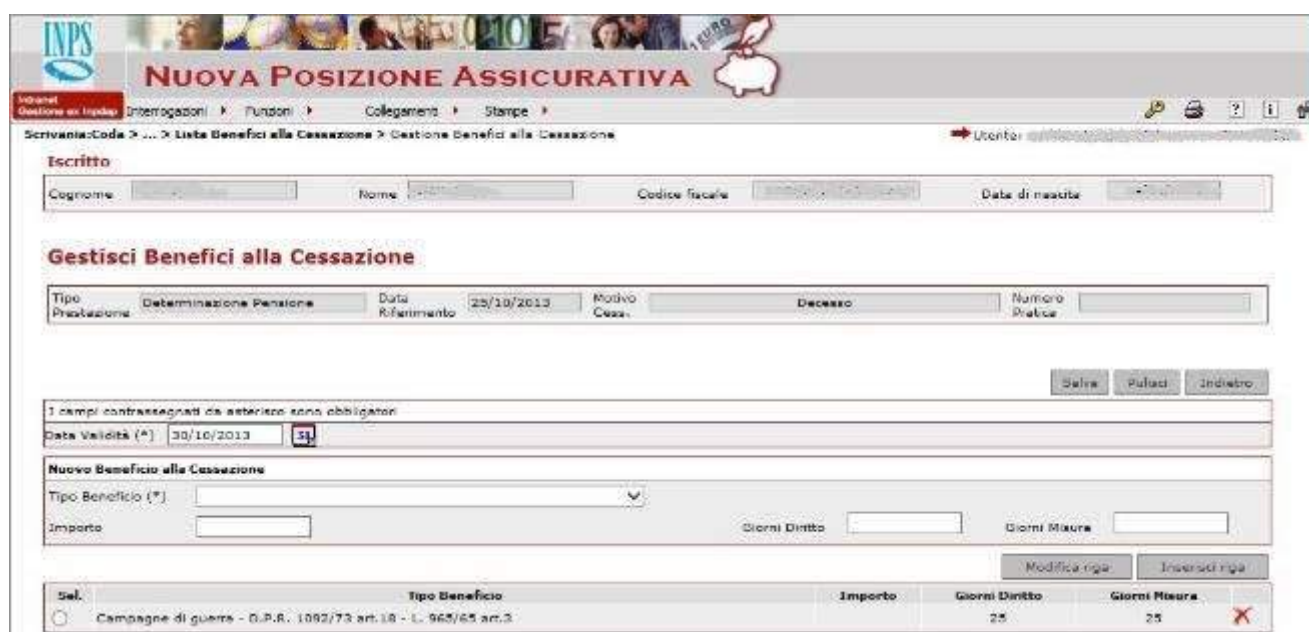 INPS
NUOVA POSIZIONE ASSICURATIVA
Intranet
Gestione ex Inpdap Interrogazioni Funzioni Collegamenti Stampe
Scrivania:Coda > ... > Lista Benefici alla Cessazione > Gestione Benefici alla Cessazione Utente:
Iscritto
Cognome Nome Codice fiscale Data di nascita
Gestisci Benefici alla Cessazione
Tipo Prestazione Determinazione Pensione Data Riferimento 25/10/2013 Motivo Cess. Decesso Numero Pratica
Salva Pulisci Indietro
I campi contrassegnati da asterisco sono obbligatori
Data Validità (*) 30/10/2013
Nuovo Beneficio alla Cessazione
Tipo Beneficio (*)
Importo Giorni Diritto Giorni Misura
Modifica riga Inserisci riga
Sel. Tipo Beneficio Importo Giorni Diritto Giorni Misura
Campagne di guerra - D.P.R. 1092/73 art.18 - L. 965/65 art.3 25 25